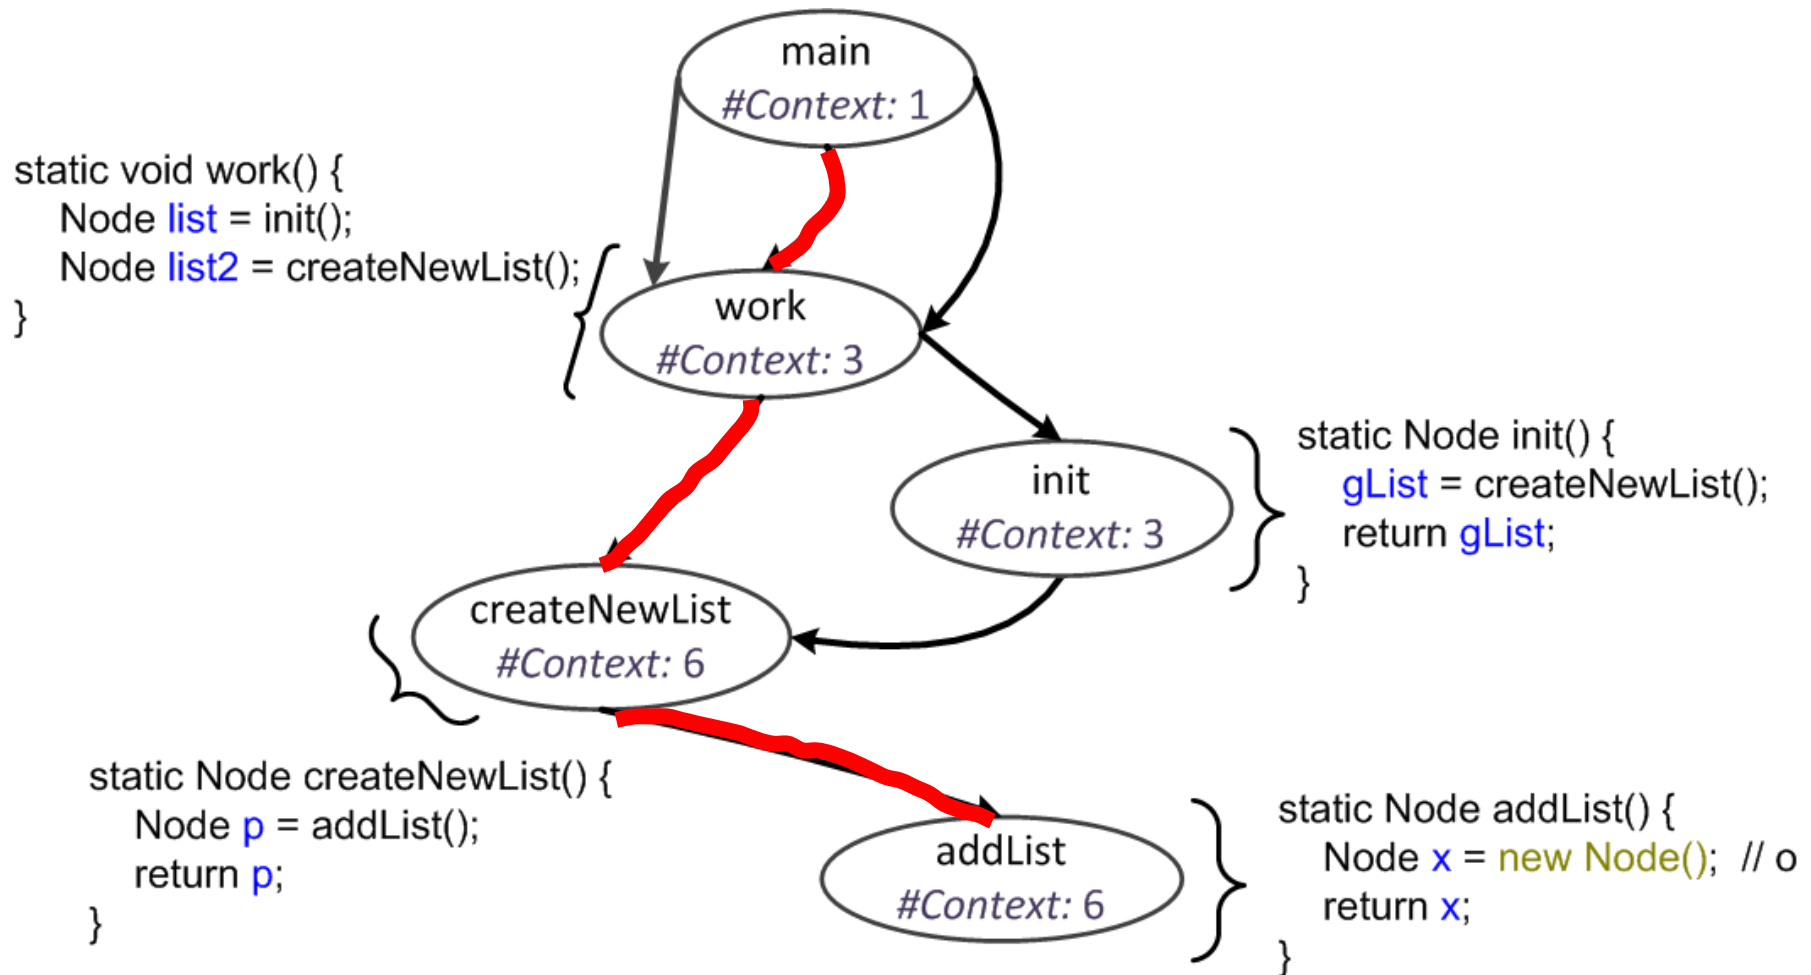 main
#Context: 1
static void work() {
Node list = init();
Node list2 = createNewList();
}
work
#Context: 3
static Node init() {
gList = createNewList();
return gList;
}
init
#Context: 3
createNewList
#Context: 6
static Node createNewList() {
Node p = addList();
return p;
}
addList
#Context: 6
static Node addList() {
Node x = new Node(); // o
return x;
}